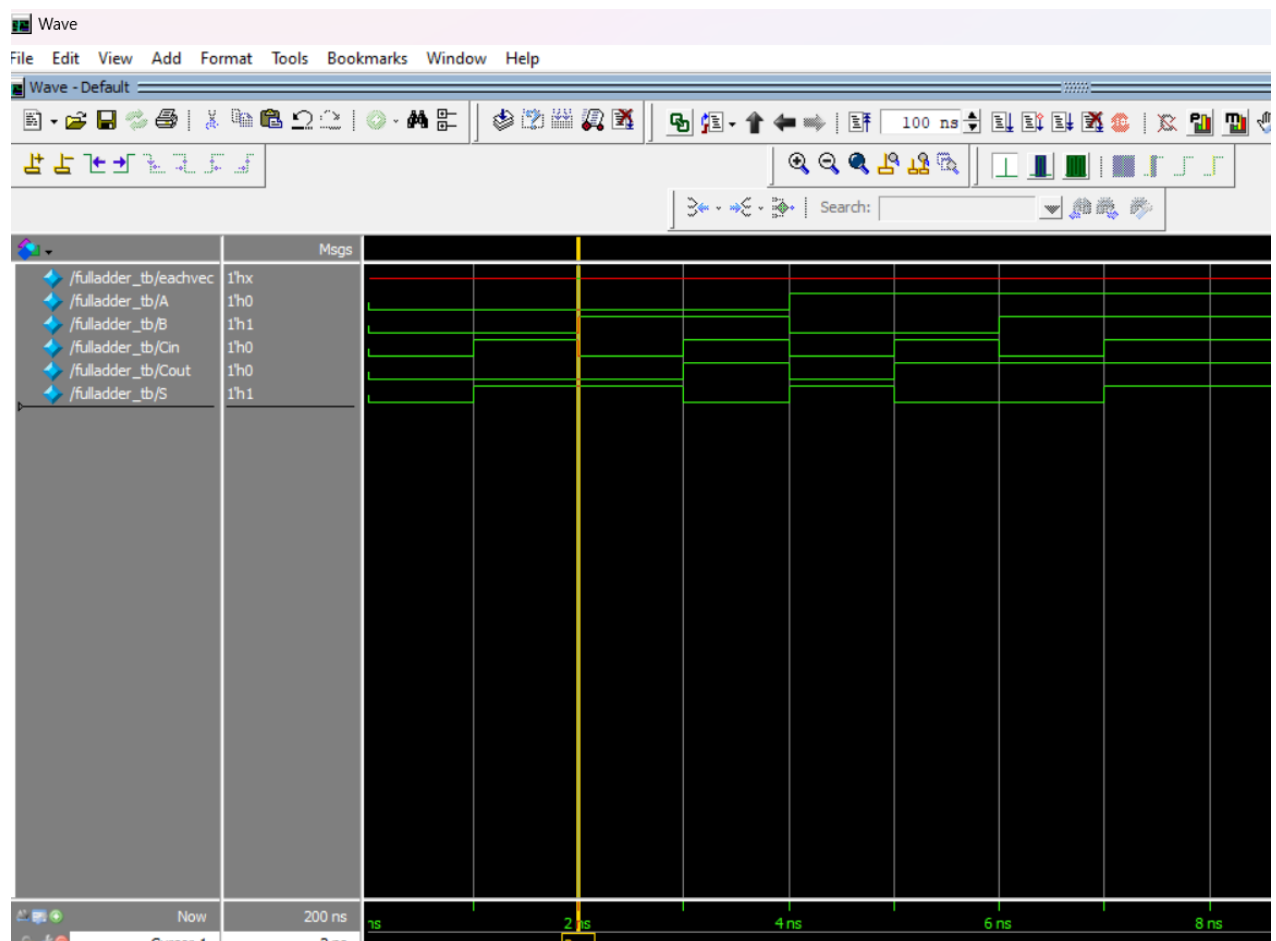 Wave
File Edit View Add Format Tools Bookmarks Window Help
Wave - Default
100 ns
Search:
Msgs
/fulladder_tb/eachvec 1'hx
/fulladder_tb/A 1'h0
/fulladder_tb/B 1'h1
/fulladder_tb/Cin 1'h0
/fulladder_tb/Cout 1'h0
/fulladder_tb/S 1'h1
Now 200 ns ns 2 ns 4 ns 6 ns 8 ns